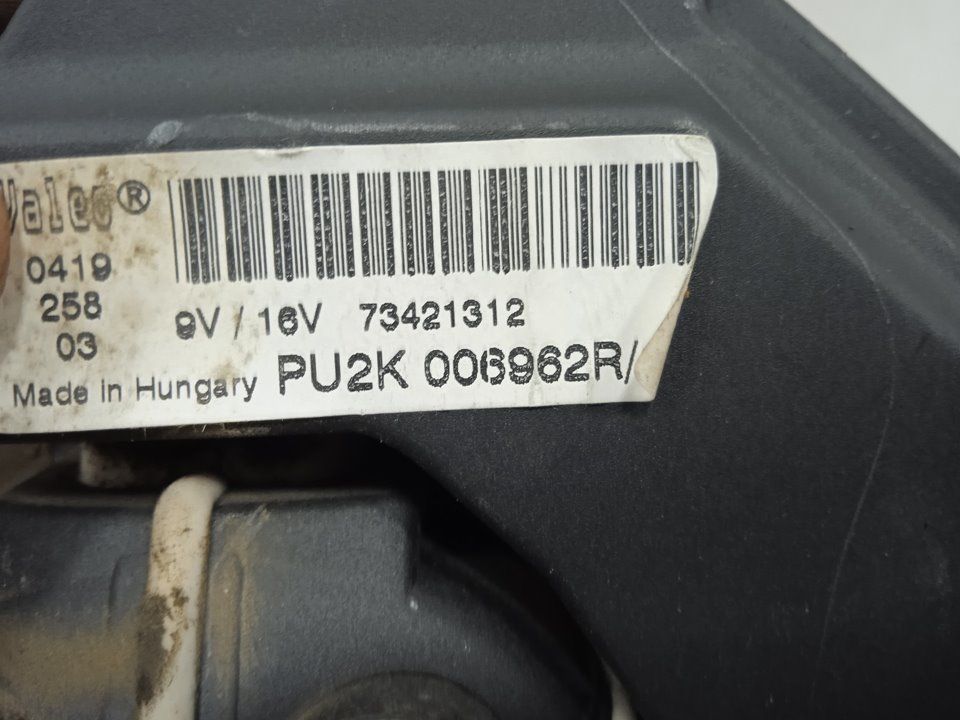 Valeo®
0419
258
03
9V / 16V 73421312
Made in Hungary PU2K 006962R/